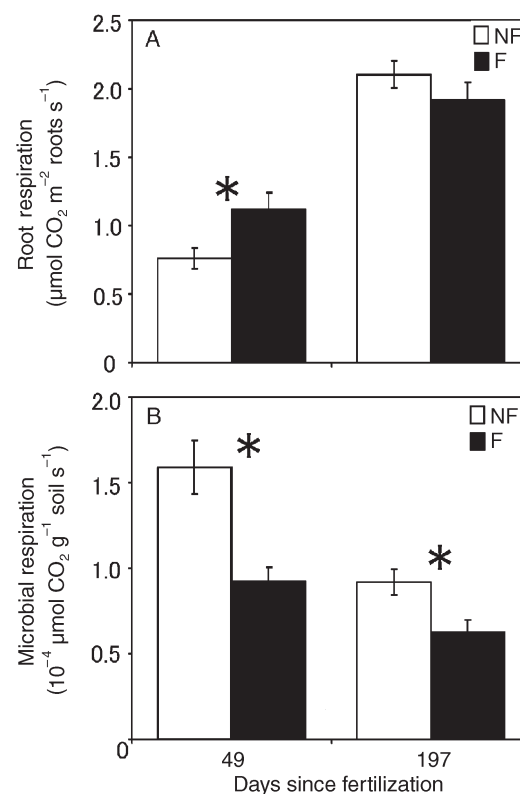 A
NF
F
2.5
2.0
1.5
1.0
0.5
0
Root respiration
(μmol CO₂ m⁻² roots s⁻¹)
*
B
NF
F
2.0
1.5
1.0
0.5
0
Microbial respiration
(10⁻⁴ μmol CO₂ g⁻¹ soil s⁻¹)
*
*
49 197
Days since fertilization